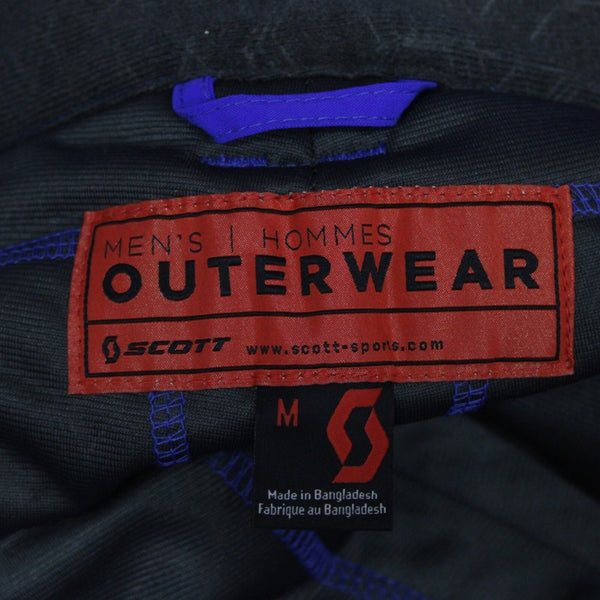 MEN'S | HOMMES
OUTERWEAR
SCOTT www.scott-sports.com
M
Made in Bangladesh
Fabrique au Bangladesh